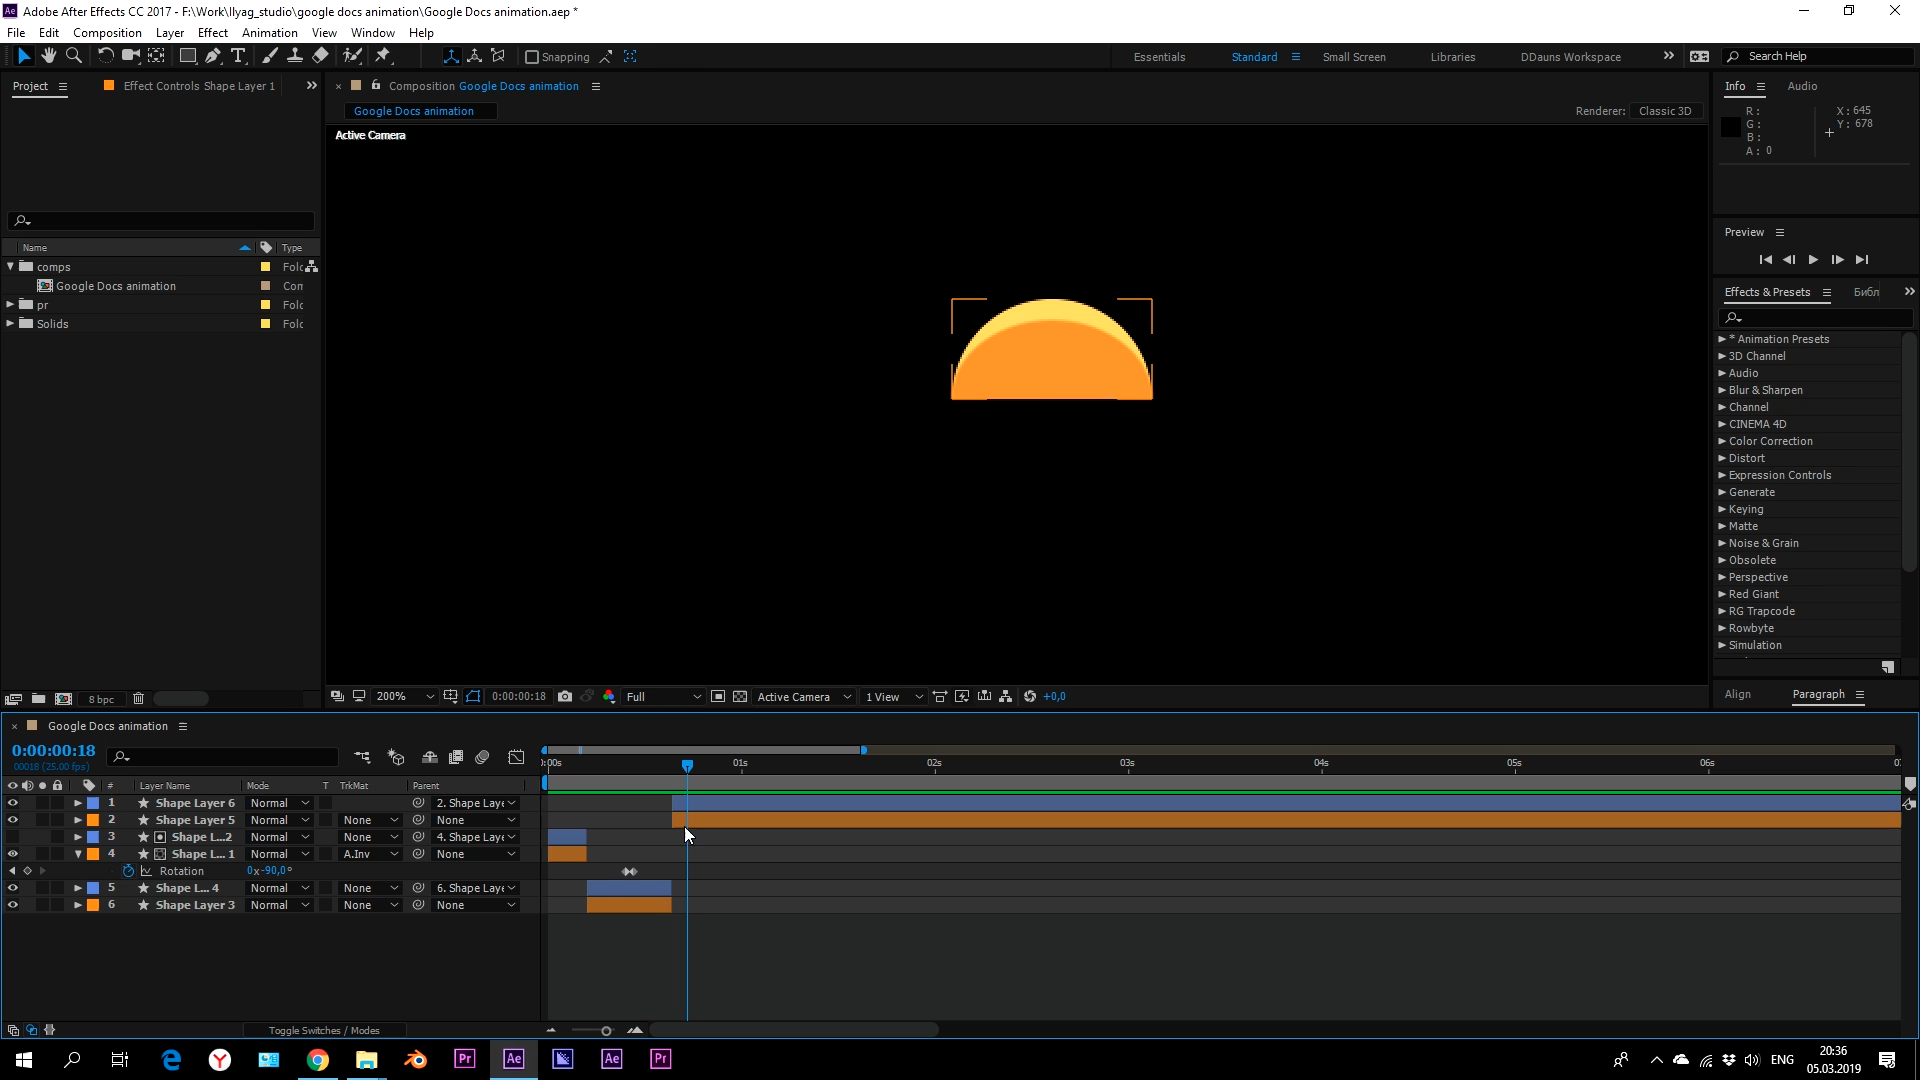 Adobe After Effects CC 2017 - F:\Work\Ilyag_studio\google docs animation\Google Docs animation.aep *
File Edit Composition Layer Effect Animation View Window Help
Snapping
Essentials Standard Small Screen Libraries DDauns Workspace Search Help
Project Effect Controls Shape Layer 1
Composition Google Docs animation
Info Audio
Google Docs animation
Renderer: Classic 3D
Active Camera
R: X: 645
G: Y: 678
B:
A: 0
Preview
Name Type
comps Folc
Google Docs animation Con
pr Folc
Solids Folc
Effects & Presets Библ
* Animation Presets
3D Channel
Audio
Blur & Sharpen
Channel
CINEMA 4D
Color Correction
Distort
Expression Controls
Generate
Keying
Matte
Noise & Grain
Obsolete
Perspective
Red Giant
RG Trapcode
Rowbyte
Simulation
8 bpc
200% 0:00:00:18 Full Active Camera 1 View +0,0
Align Paragraph
Google Docs animation
0:00:00:18
00018 (25.00 fps)
):00s 01s 02s 03s 04s 05s 06s 0
# Layer Name Mode T TrkMat Parent
1 Shape Layer 6 Normal 2. Shape Laye
2 Shape Layer 5 Normal None None
3 Shape L...2 Normal None 4. Shape Laye
4 Shape L... 1 Normal A.Inv None
Rotation 0x-90,0°
5 Shape L... 4 Normal None 6. Shape Laye
6 Shape Layer 3 Normal None None
Toggle Switches / Modes
Pr Ae Ae Pr
ENG
20:36
05.03.2019